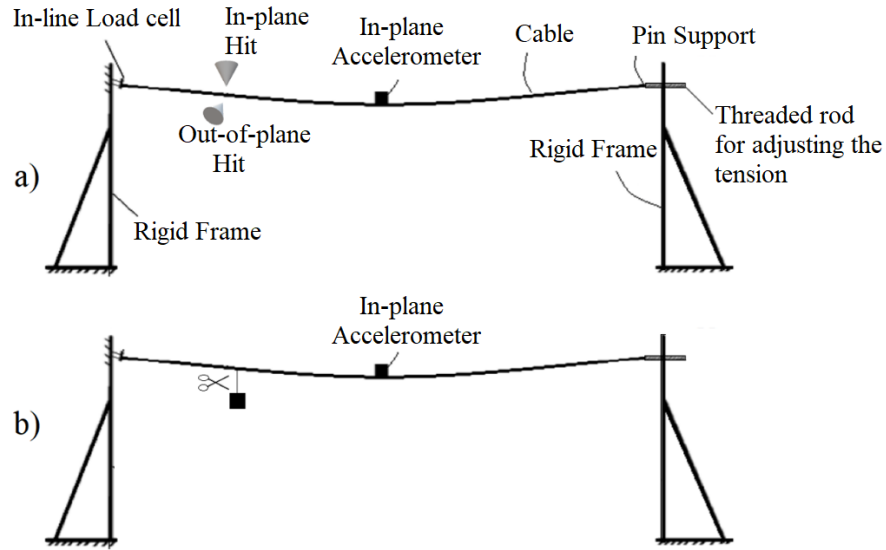 In-line Load cell
In-plane
Hit
In-plane
Accelerometer
Cable
Pin Support
Out-of-plane
Hit
Threaded rod
for adjusting the
tension
Rigid Frame
a)
Rigid Frame
In-plane
Accelerometer
b)